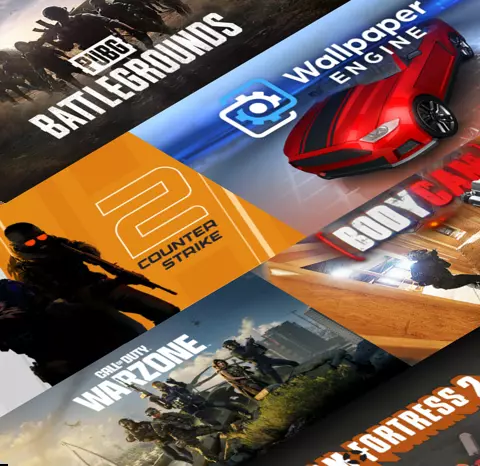 PUBG
BATTLEGROUNDS
Wallpaper
ENGINE
2
COUNTER
STRIKE
BODYCAM
CALL OF DUTY
WARZONE
FORTRESS 2